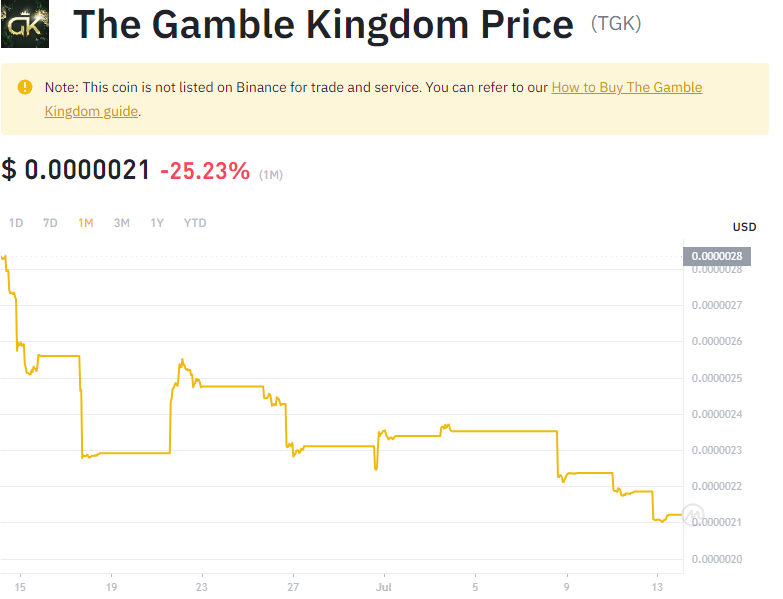 GK
The Gamble Kingdom Price (TGK)
Note: This coin is not listed on Binance for trade and service. You can refer to our How to Buy The Gamble
Kingdom guide.
$ 0.0000021 -25.23% (1M)
1D 7D 1M 3M 1Y YTD
USD
0.0000028
0.0000028
0.0000027
0.0000026
0.0000025
0.0000024
0.0000023
0.0000022
0.0000021
0.0000020
15 19 23 27 Jul 5 9 13